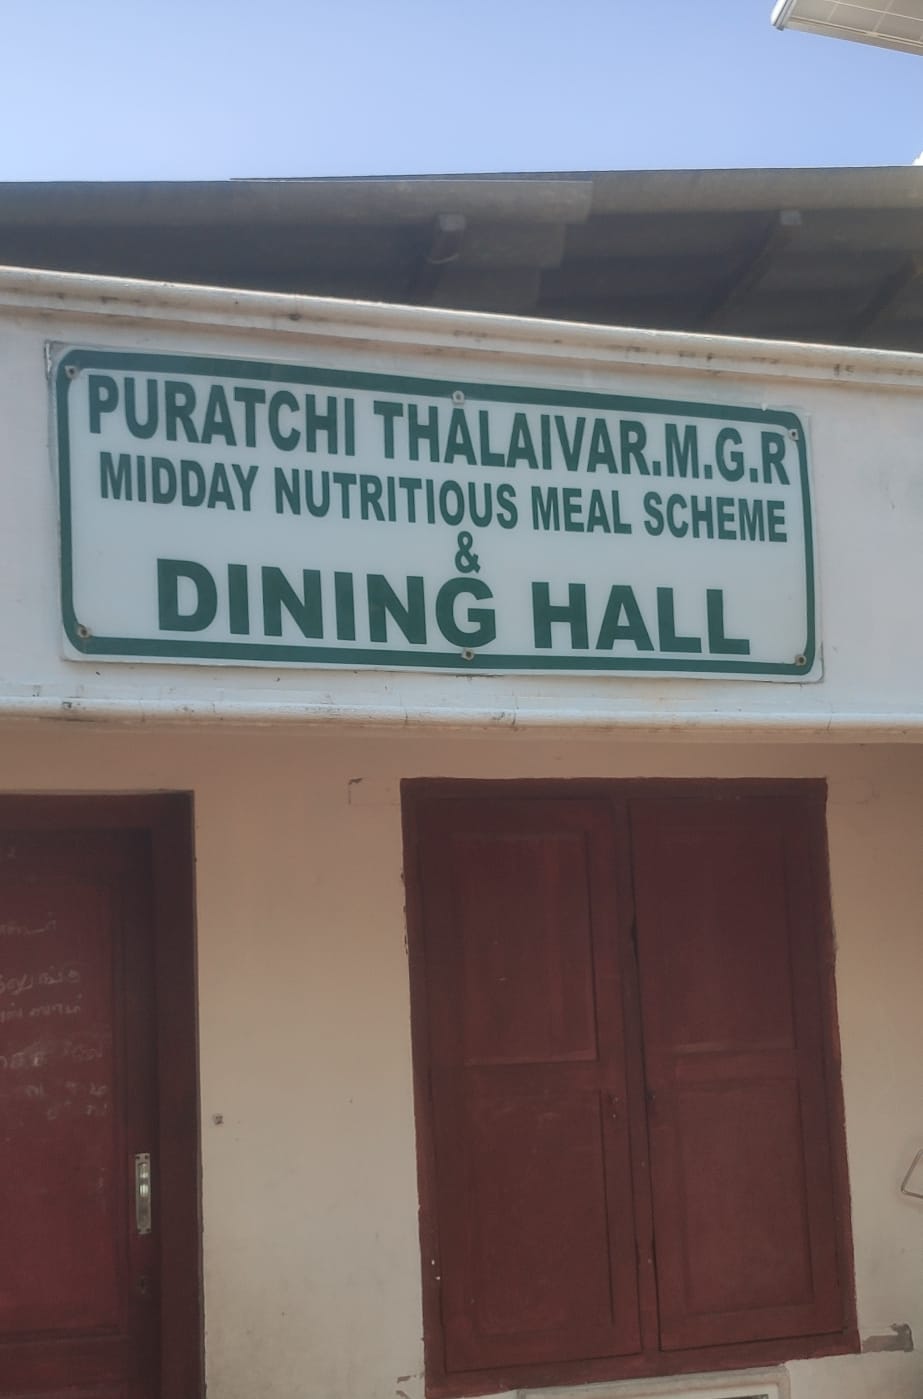 PURATCHI THALAIVAR.M.G.R
MIDDAY NUTRITIOUS MEAL SCHEME
&
DINING HALL